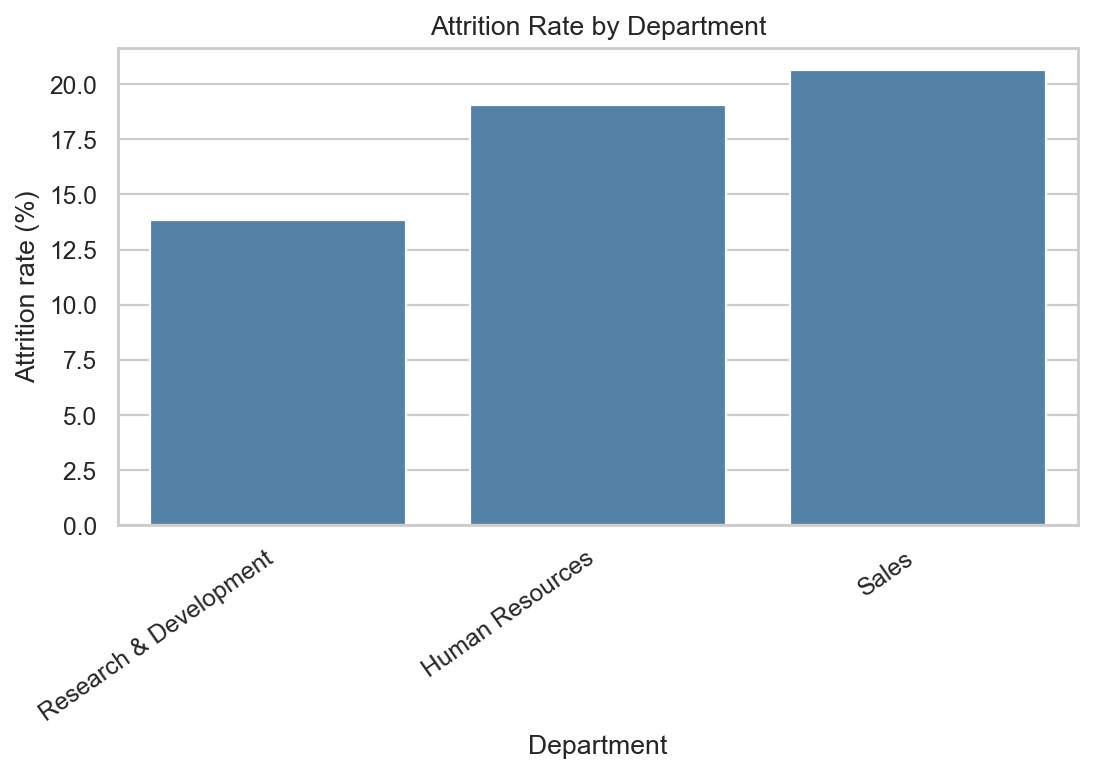 Attrition Rate by Department
Attrition rate (%)
20.0
17.5
15.0
12.5
10.0
7.5
5.0
2.5
0.0
Research & Development
Human Resources
Sales
Department